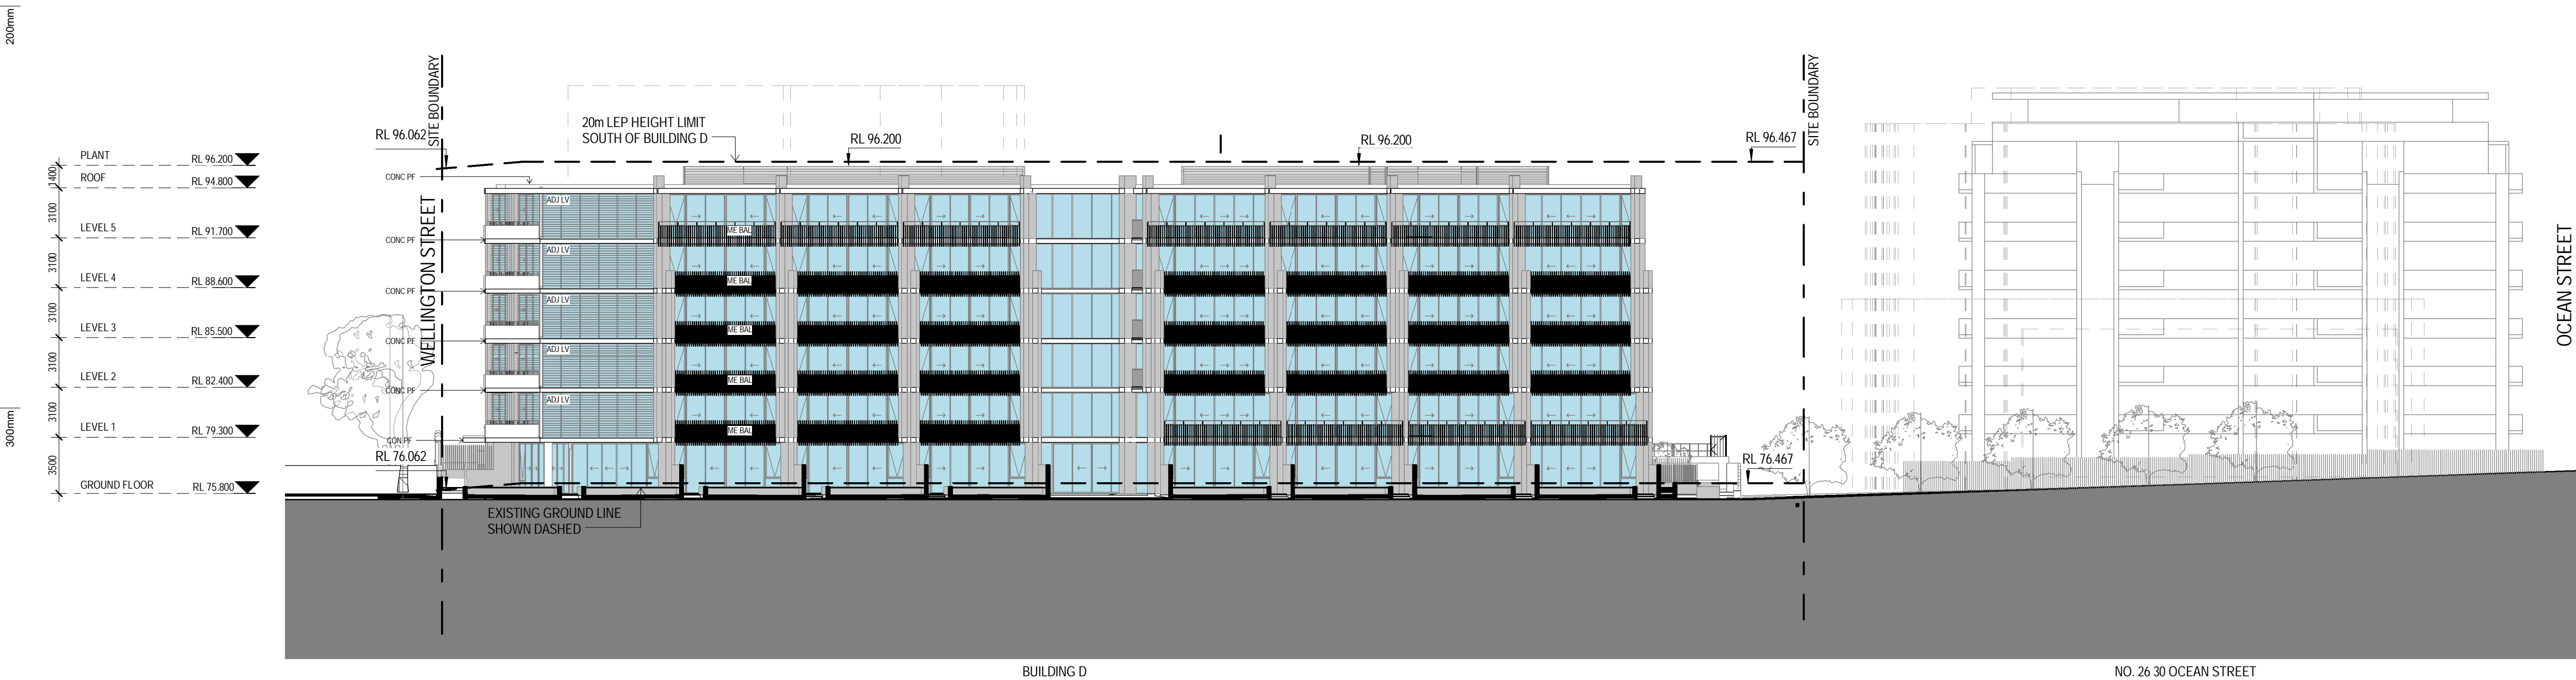 200mm
300mm
PLANT
RL 96.200
1400
ROOF
RL 94.800
3100
LEVEL 5
RL 91.700
3100
LEVEL 4
RL 88.600
3100
LEVEL 3
RL 85.500
3100
LEVEL 2
RL 82.400
3100
LEVEL 1
RL 79.300
3500
GROUND FLOOR
RL 75.800
RL 96.062
SITE BOUNDARY
WELLINGTON STREET
20m LEP HEIGHT LIMIT
SOUTH OF BUILDING D
RL 96.200
RL 96.200
RL 96.467
SITE BOUNDARY
CONC PF
CONC PF
CONC PF
CONC PF
CONC PF
CON PF
ADJ LV
ADJ LV
ADJ LV
ADJ LV
ADJ LV
ME BAL
ME BAL
ME BAL
ME BAL
ME BAL
RL 76.062
RL 76.467
EXISTING GROUND LINE
SHOWN DASHED
OCEAN STREET
BUILDING D
NO. 26 30 OCEAN STREET